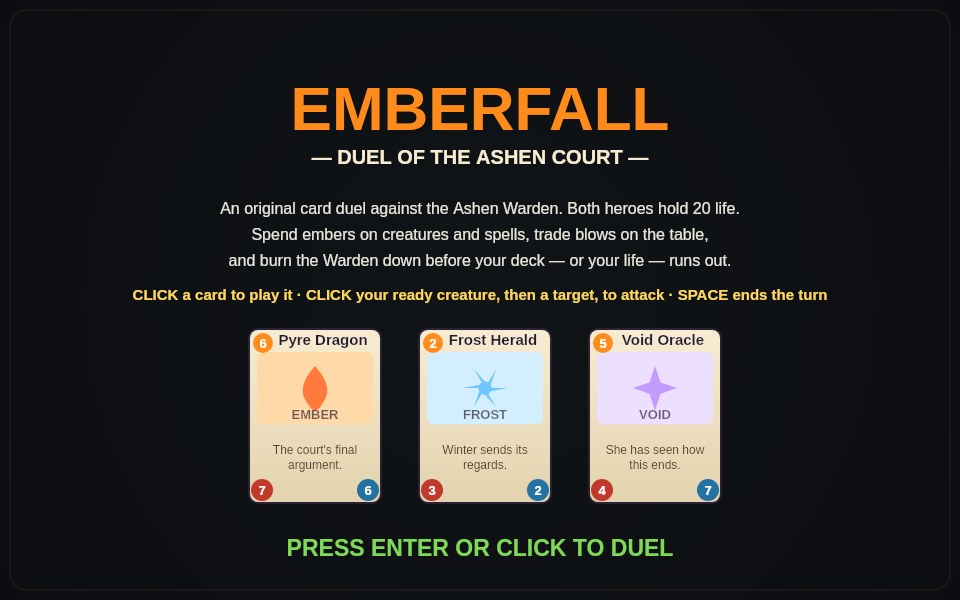 EMBERFALL
— DUEL OF THE ASHEN COURT —
An original card duel against the Ashen Warden. Both heroes hold 20 life.
Spend embers on creatures and spells, trade blows on the table,
and burn the Warden down before your deck — or your life — runs out.
CLICK a card to play it · CLICK your ready creature, then a target, to attack · SPACE ends the turn
6 Pyre Dragon
EMBER
The court's final
argument.
7 6
2 Frost Herald
FROST
Winter sends its
regards.
3 2
5 Void Oracle
VOID
She has seen how
this ends.
4 7
PRESS ENTER OR CLICK TO DUEL